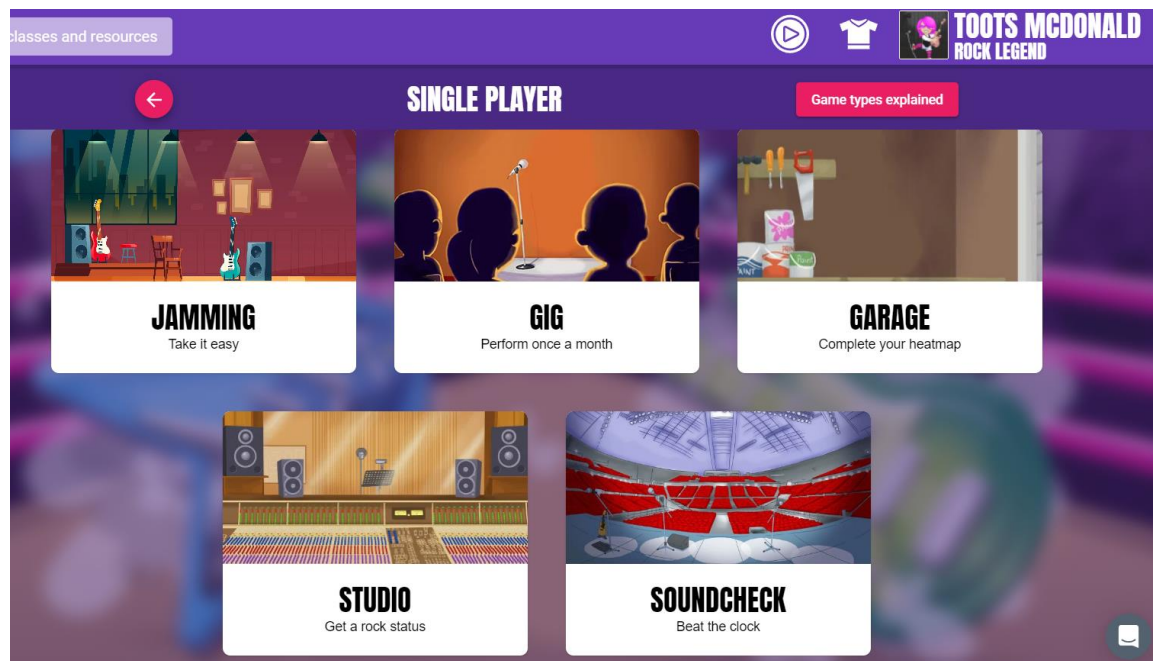 classes and resources
TOOTS MCDONALD
ROCK LEGEND
SINGLE PLAYER
Game types explained
JAMMING
Take it easy
GIG
Perform once a month
GARAGE
Complete your heatmap
STUDIO
Get a rock status
SOUNDCHECK
Beat the clock